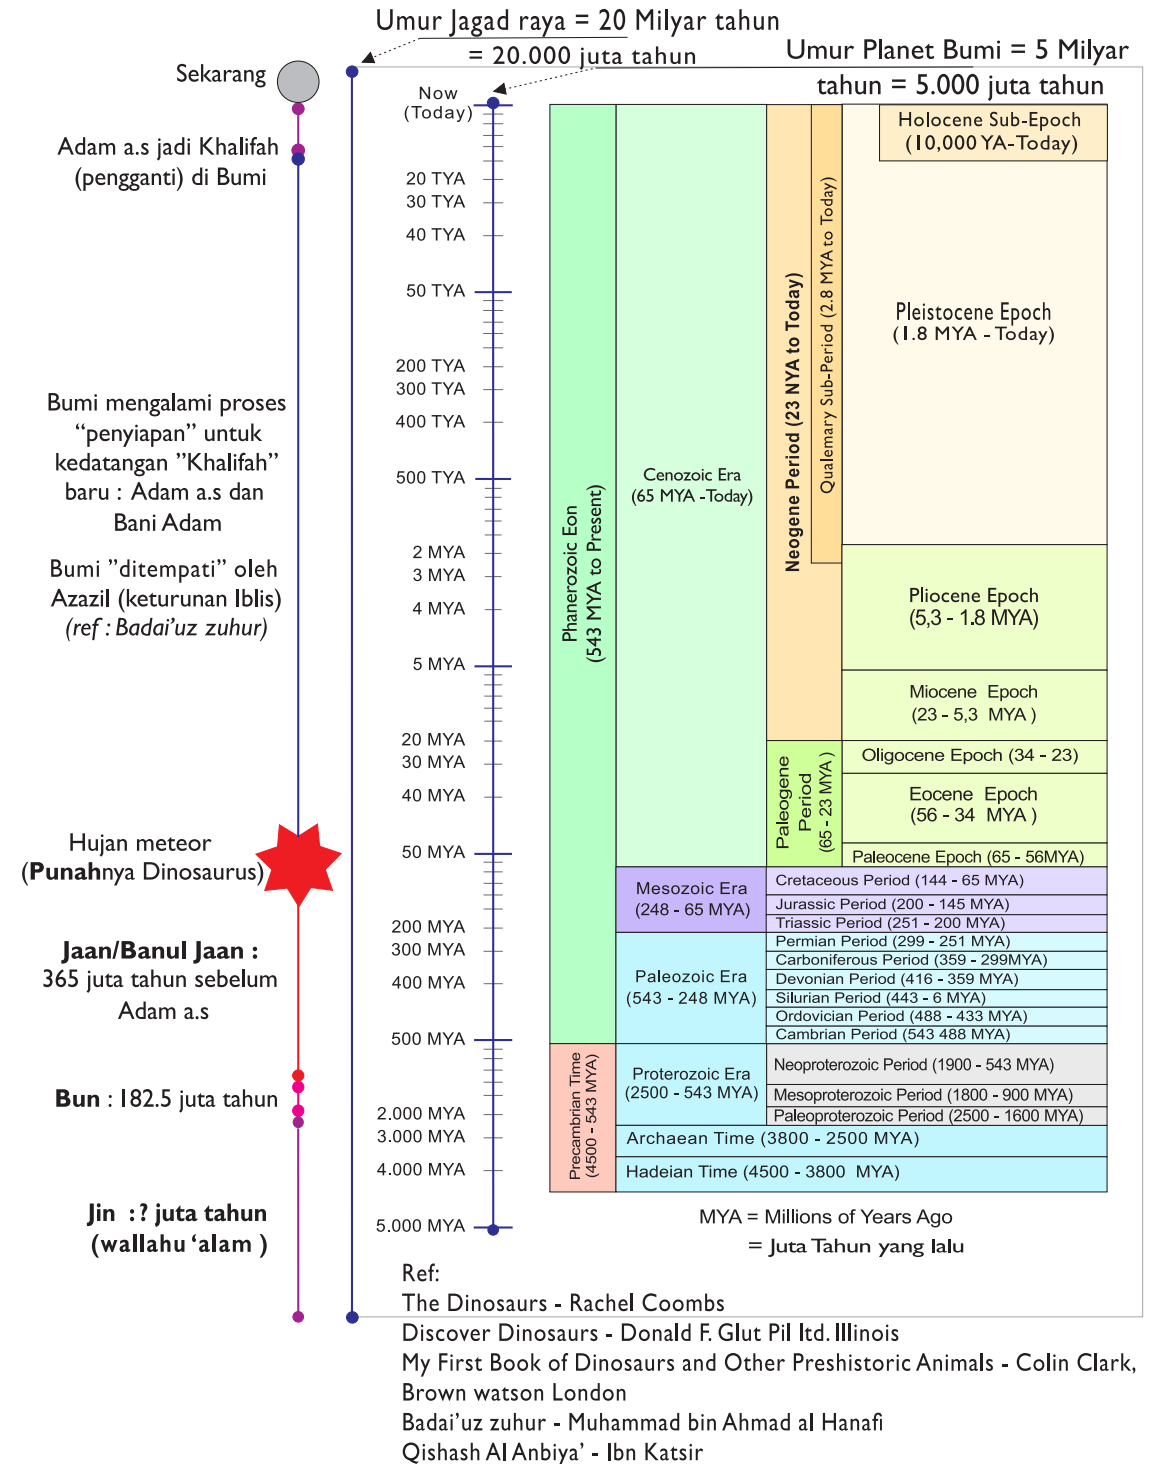 Umur Jagad raya = 20 Milyar tahun
= 20.000 juta tahun
Umur Planet Bumi = 5 Milyar
tahun = 5.000 juta tahun
Sekarang
Adam a.s jadi Khalifah
(pengganti) di Bumi
Bumi mengalami proses
“penyiapan” untuk
kedatangan ”Khalifah”
baru : Adam a.s dan
Bani Adam
Bumi ”ditempati” oleh
Azazil (keturunan Iblis)
(ref : Badai'uz zuhur)
Hujan meteor
(Punahnya Dinosaurus)
Jaan/Banul Jaan :
365 juta tahun sebelum
Adam a.s
Bun : 182.5 juta tahun
Jin : ? juta tahun
(wallahu ‘alam )
Now
(Today)
20 TYA
30 TYA
40 TYA
50 TYA
200 TYA
300 TYA
400 TYA
500 TYA
2 MYA
3 MYA
4 MYA
5 MYA
20 MYA
30 MYA
40 MYA
50 MYA
200 MYA
300 MYA
400 MYA
500 MYA
2.000 MYA
3.000 MYA
4.000 MYA
5.000 MYA
Phanerozoic Eon
(543 MYA to Present)
Precambrian Time
(4500 - 543 MYA)
Cenozoic Era
(65 MYA -Today)
Neogene Period (23 NYA to Today)
Qualemary Sub-Period (2.8 MYA to Today)
Holocene Sub-Epoch
(10,000 YA-Today)
Pleistocene Epoch
(1.8 MYA - Today)
Pliocene Epoch
(5,3 - 1.8 MYA)
Miocene Epoch
(23 - 5,3 MYA )
Paleogene
Period
(65 - 23 MYA )
Oligocene Epoch (34 - 23)
Eocene Epoch
(56 - 34 MYA )
Paleocene Epoch (65 - 56MYA)
Mesozoic Era
(248 - 65 MYA)
Cretaceous Period (144 - 65 MYA)
Jurassic Period (200 - 145 MYA)
Triassic Period (251 - 200 MYA)
Paleozoic Era
(543 - 248 MYA)
Permian Period (299 - 251 MYA)
Carboniferous Period (359 - 299MYA)
Devonian Period (416 - 359 MYA)
Silurian Period (443 - 6 MYA)
Ordovician Period (488 - 433 MYA)
Cambrian Period (543 488 MYA)
Proterozoic Era
(2500 - 543 MYA)
Neoproterozoic Period (1900 - 543 MYA)
Mesoproterozoic Period (1800 - 900 MYA)
Paleoproterozoic Period (2500 - 1600 MYA)
Archaean Time (3800 - 2500 MYA)
Hadeian Time (4500 - 3800 MYA)
MYA = Millions of Years Ago
= Juta Tahun yang lalu
Ref:
The Dinosaurs - Rachel Coombs
Discover Dinosaurs - Donald F. Glut Pil ltd. Illinois
My First Book of Dinosaurs and Other Preshistoric Animals - Colin Clark,
Brown watson London
Badai'uz zuhur - Muhammad bin Ahmad al Hanafi
Qishash Al Anbiya' - Ibn Katsir